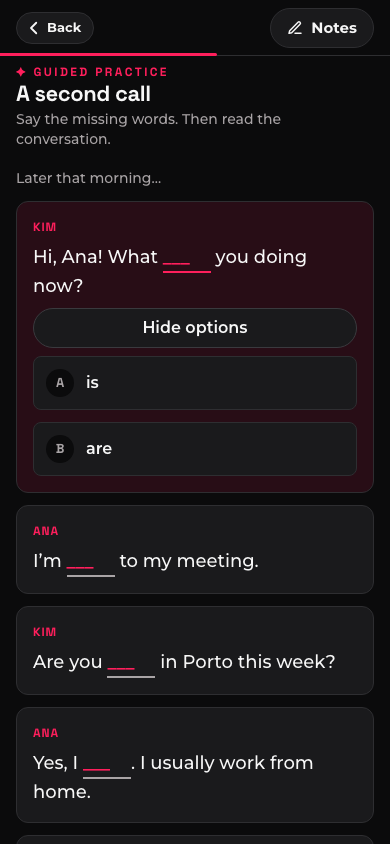 Back
Notes
GUIDED PRACTICE
A second call
Say the missing words. Then read the
conversation.
Later that morning...
KIM
Hi, Ana! What ___ you doing
now?
Hide options
A is
B are
ANA
I'm ___ to my meeting.
KIM
Are you ___ in Porto this week?
ANA
Yes, I ___. I usually work from
home.